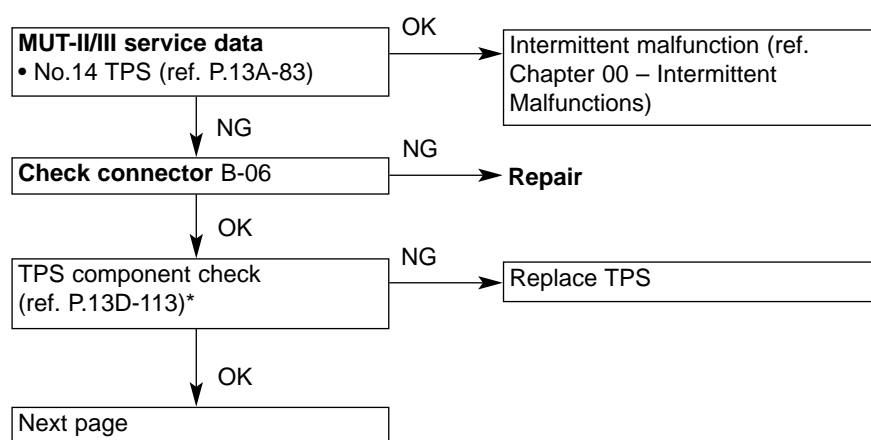 MUT-II/III service data
• No.14 TPS (ref. P.13A-83)
OK
Intermittent malfunction (ref.
Chapter 00 – Intermittent
Malfunctions)
NG
Check connector B-06
NG
Repair
OK
TPS component check
(ref. P.13D-113)*
NG
Replace TPS
OK
Next page